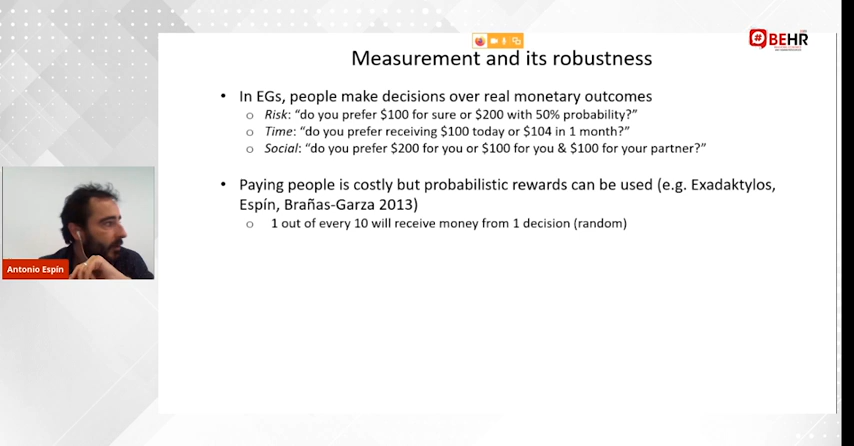 #BEHR
Measurement and its robustness
• In EGs, people make decisions over real monetary outcomes
o Risk: “do you prefer $100 for sure or $200 with 50% probability?”
o Time: “do you prefer receiving $100 today or $104 in 1 month?”
o Social: “do you prefer $200 for you or $100 for you & $100 for your partner?”
• Paying people is costly but probabilistic rewards can be used (e.g. Exadaktylos,
Espín, Brañas-Garza 2013)
o 1 out of every 10 will receive money from 1 decision (random)
Antonio Espín